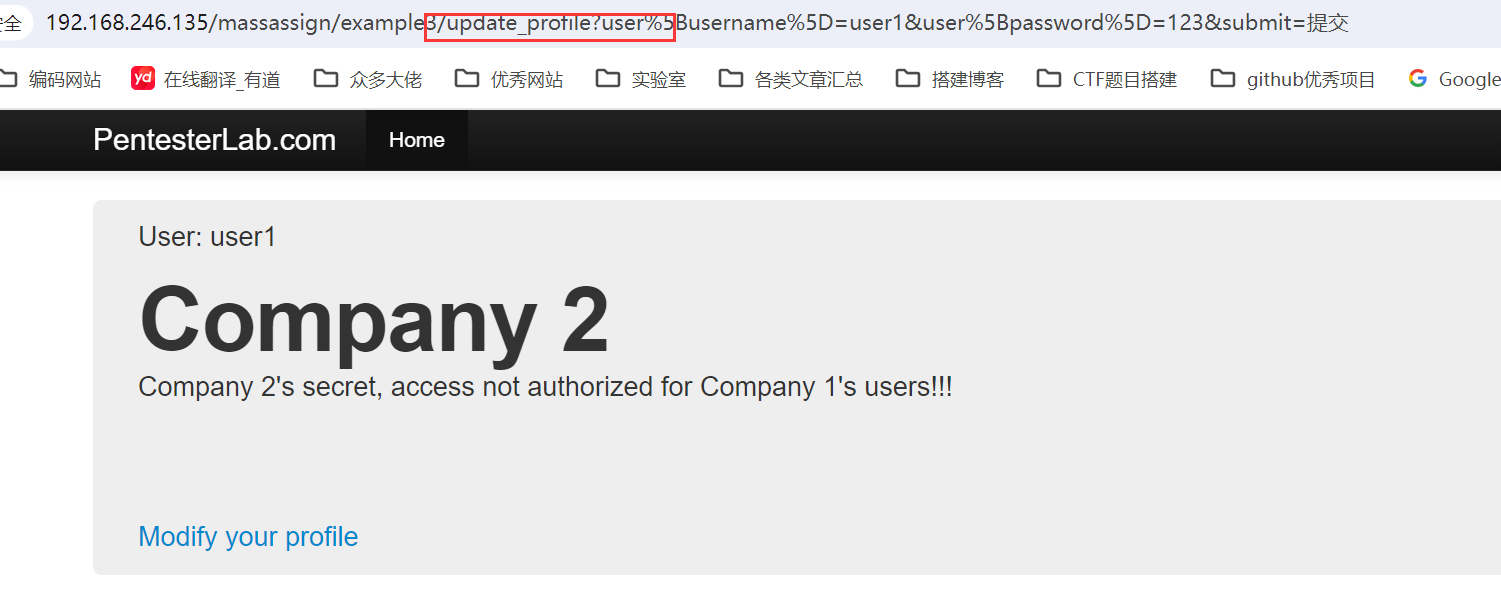 安全 192.168.246.135/massassign/example3/update_profile?user%5Busername%5D=user1&user%5Bpassword%5D=123&submit=提交
编码网站 yd 在线翻译_有道 众多大佬 优秀网站 实验室 各类文章汇总 搭建博客 CTF题目搭建 github优秀项目 Google
PentesterLab.com Home
User: user1
Company 2
Company 2's secret, access not authorized for Company 1's users!!!
Modify your profile